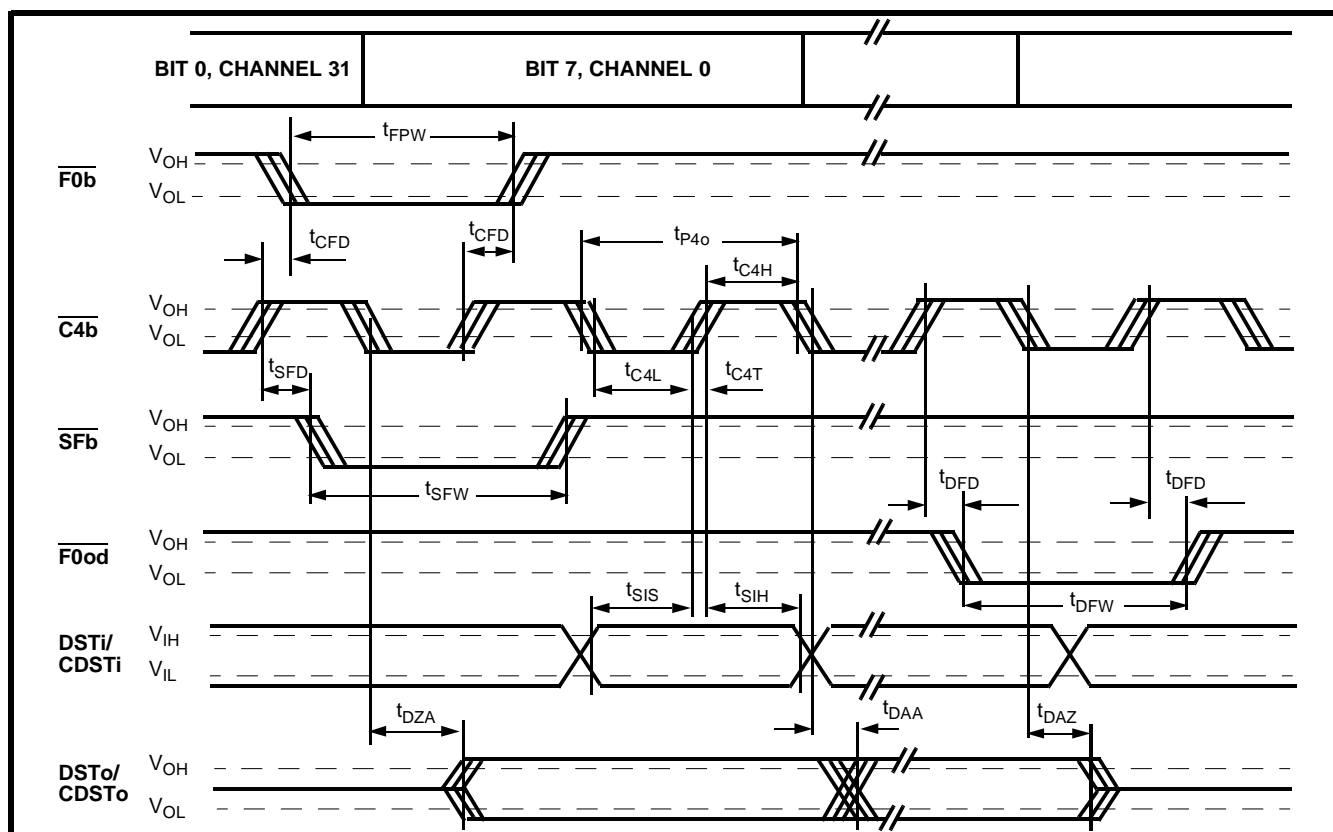 BIT 0, CHANNEL 31
BIT 7, CHANNEL 0
tFPW
F0b
VOH
VOL
tCFD
tCFD
tP4o
tC4H
C4b
VOH
VOL
tSFD
tC4L
tC4T
SFb
VOH
VOL
tSFW
tDFD
tDFD
F0od
VOH
VOL
tSIS
tSIH
tDFW
DSTi/
CDSTi
VIH
VIL
tDZA
tDAA
tDAZ
DSTo/
CDSTo
VOH
VOL